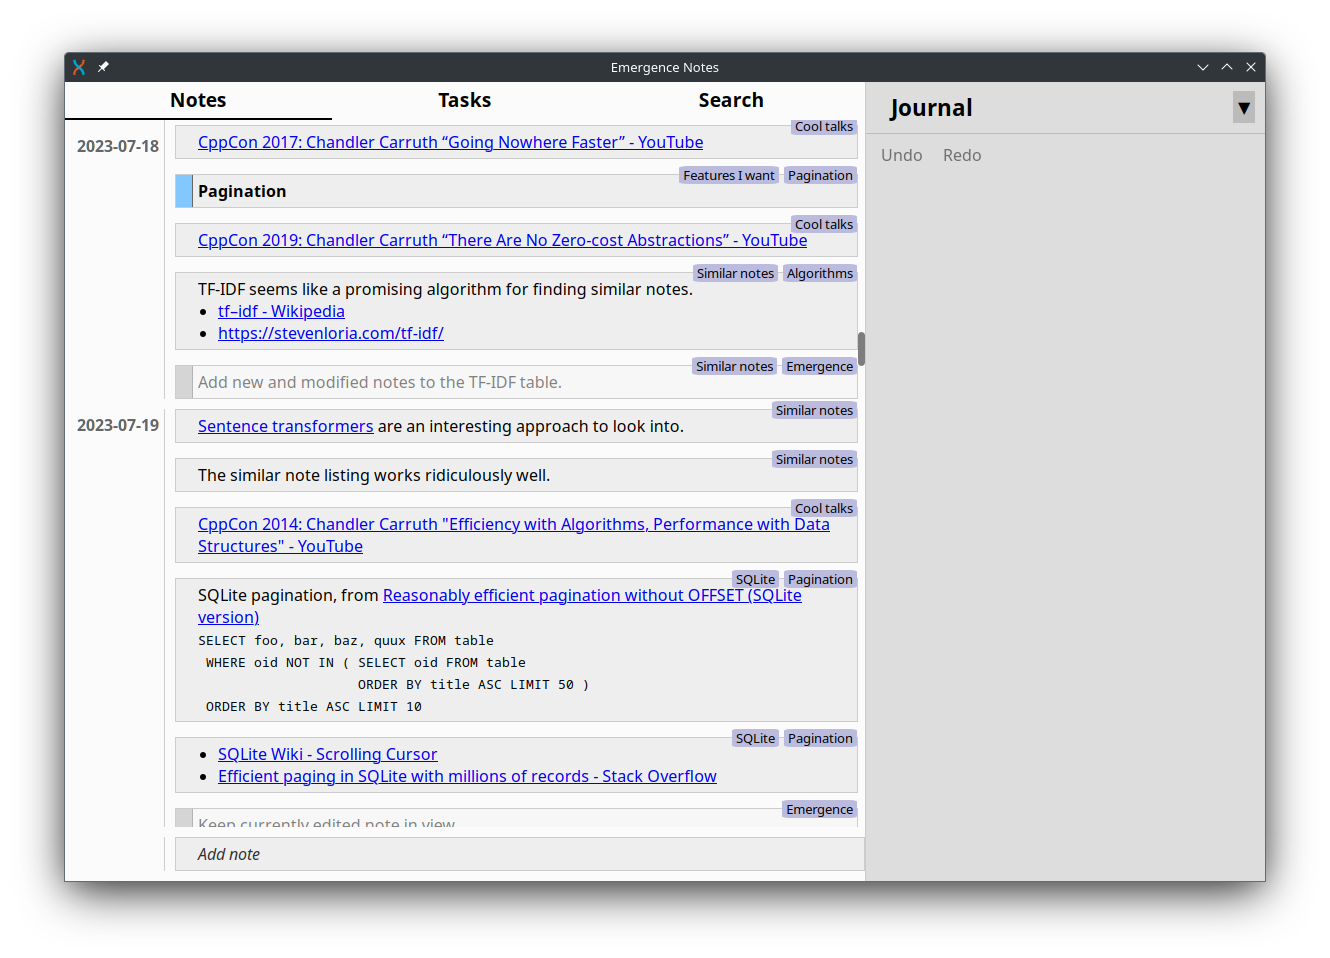 Emergence Notes
Notes Tasks Search
Journal ▼
Undo Redo
2023-07-18
Cool talks
CppCon 2017: Chandler Carruth “Going Nowhere Faster” - YouTube
Features I want Pagination
Pagination
Cool talks
CppCon 2019: Chandler Carruth “There Are No Zero-cost Abstractions” - YouTube
Similar notes Algorithms
TF-IDF seems like a promising algorithm for finding similar notes.
• tf–idf - Wikipedia
• https://stevenloria.com/tf-idf/
Similar notes Emergence
Add new and modified notes to the TF-IDF table.
2023-07-19
Similar notes
Sentence transformers are an interesting approach to look into.
Similar notes
The similar note listing works ridiculously well.
Cool talks
CppCon 2014: Chandler Carruth "Efficiency with Algorithms, Performance with Data
Structures" - YouTube
SQLite Pagination
SQLite pagination, from Reasonably efficient pagination without OFFSET (SQLite
version)
SELECT foo, bar, baz, quux FROM table
WHERE oid NOT IN ( SELECT oid FROM table
ORDER BY title ASC LIMIT 50 )
ORDER BY title ASC LIMIT 10
SQLite Pagination
• SQLite Wiki - Scrolling Cursor
• Efficient paging in SQLite with millions of records - Stack Overflow
Emergence
Keep currently edited note in view
Add note